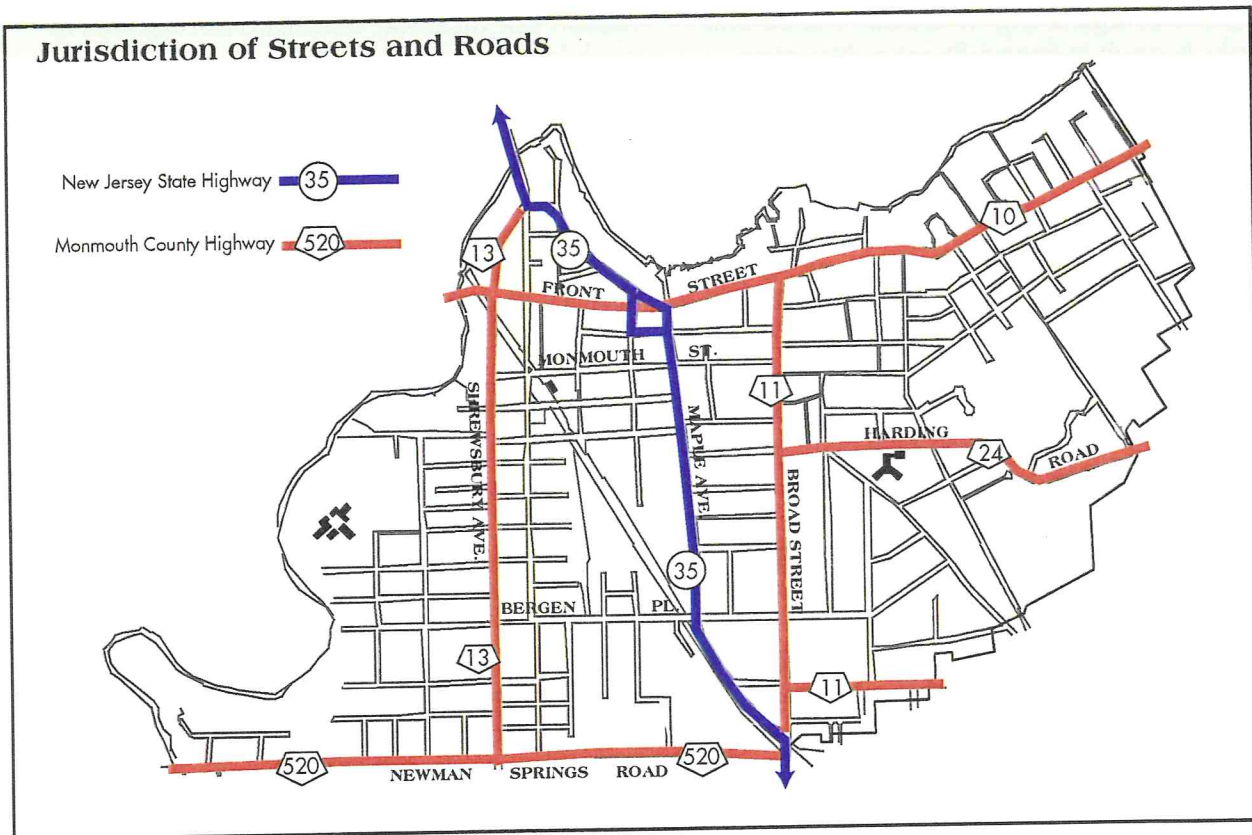 Jurisdiction of Streets and Roads
New Jersey State Highway 35
Monmouth County Highway 520
13
35
10
FRONT STREET
MONMOUTH ST.
11
SHREWSBURY AVE.
MAPLE AVE.
HARDING ROAD
24
BROAD STREET
35
BERGEN PL.
13
11
520
NEWMAN SPRINGS ROAD
520